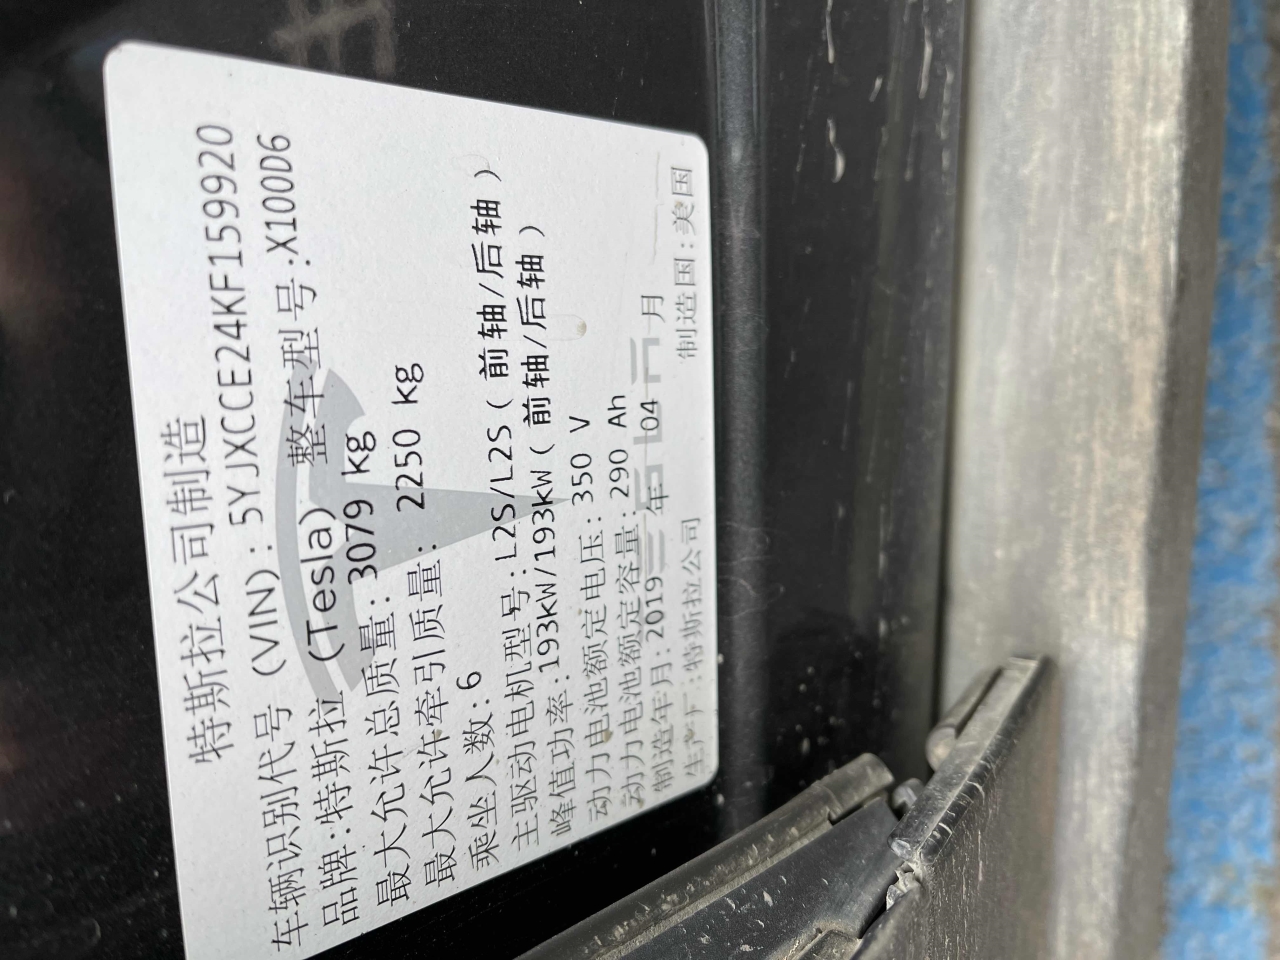 特斯拉公司制造
车辆识别代号 (VIN): 5YJXCCE24KF159920
品牌:特斯拉 (Tesla) 整车型号:X100D6
最大允许总质量: 3079 kg
最大允许牵引质量: 2250 kg
乘坐人数: 6
主驱动电机型号:L2S/L2S(前轴/后轴)
峰值功率:193kW/193kW(前轴/后轴)
动力电池额定电压: 350 V
动力电池额定容量: 290 Ah
制造年月: 2019 年 04 月
生产厂:特斯拉公司 制造国:美国